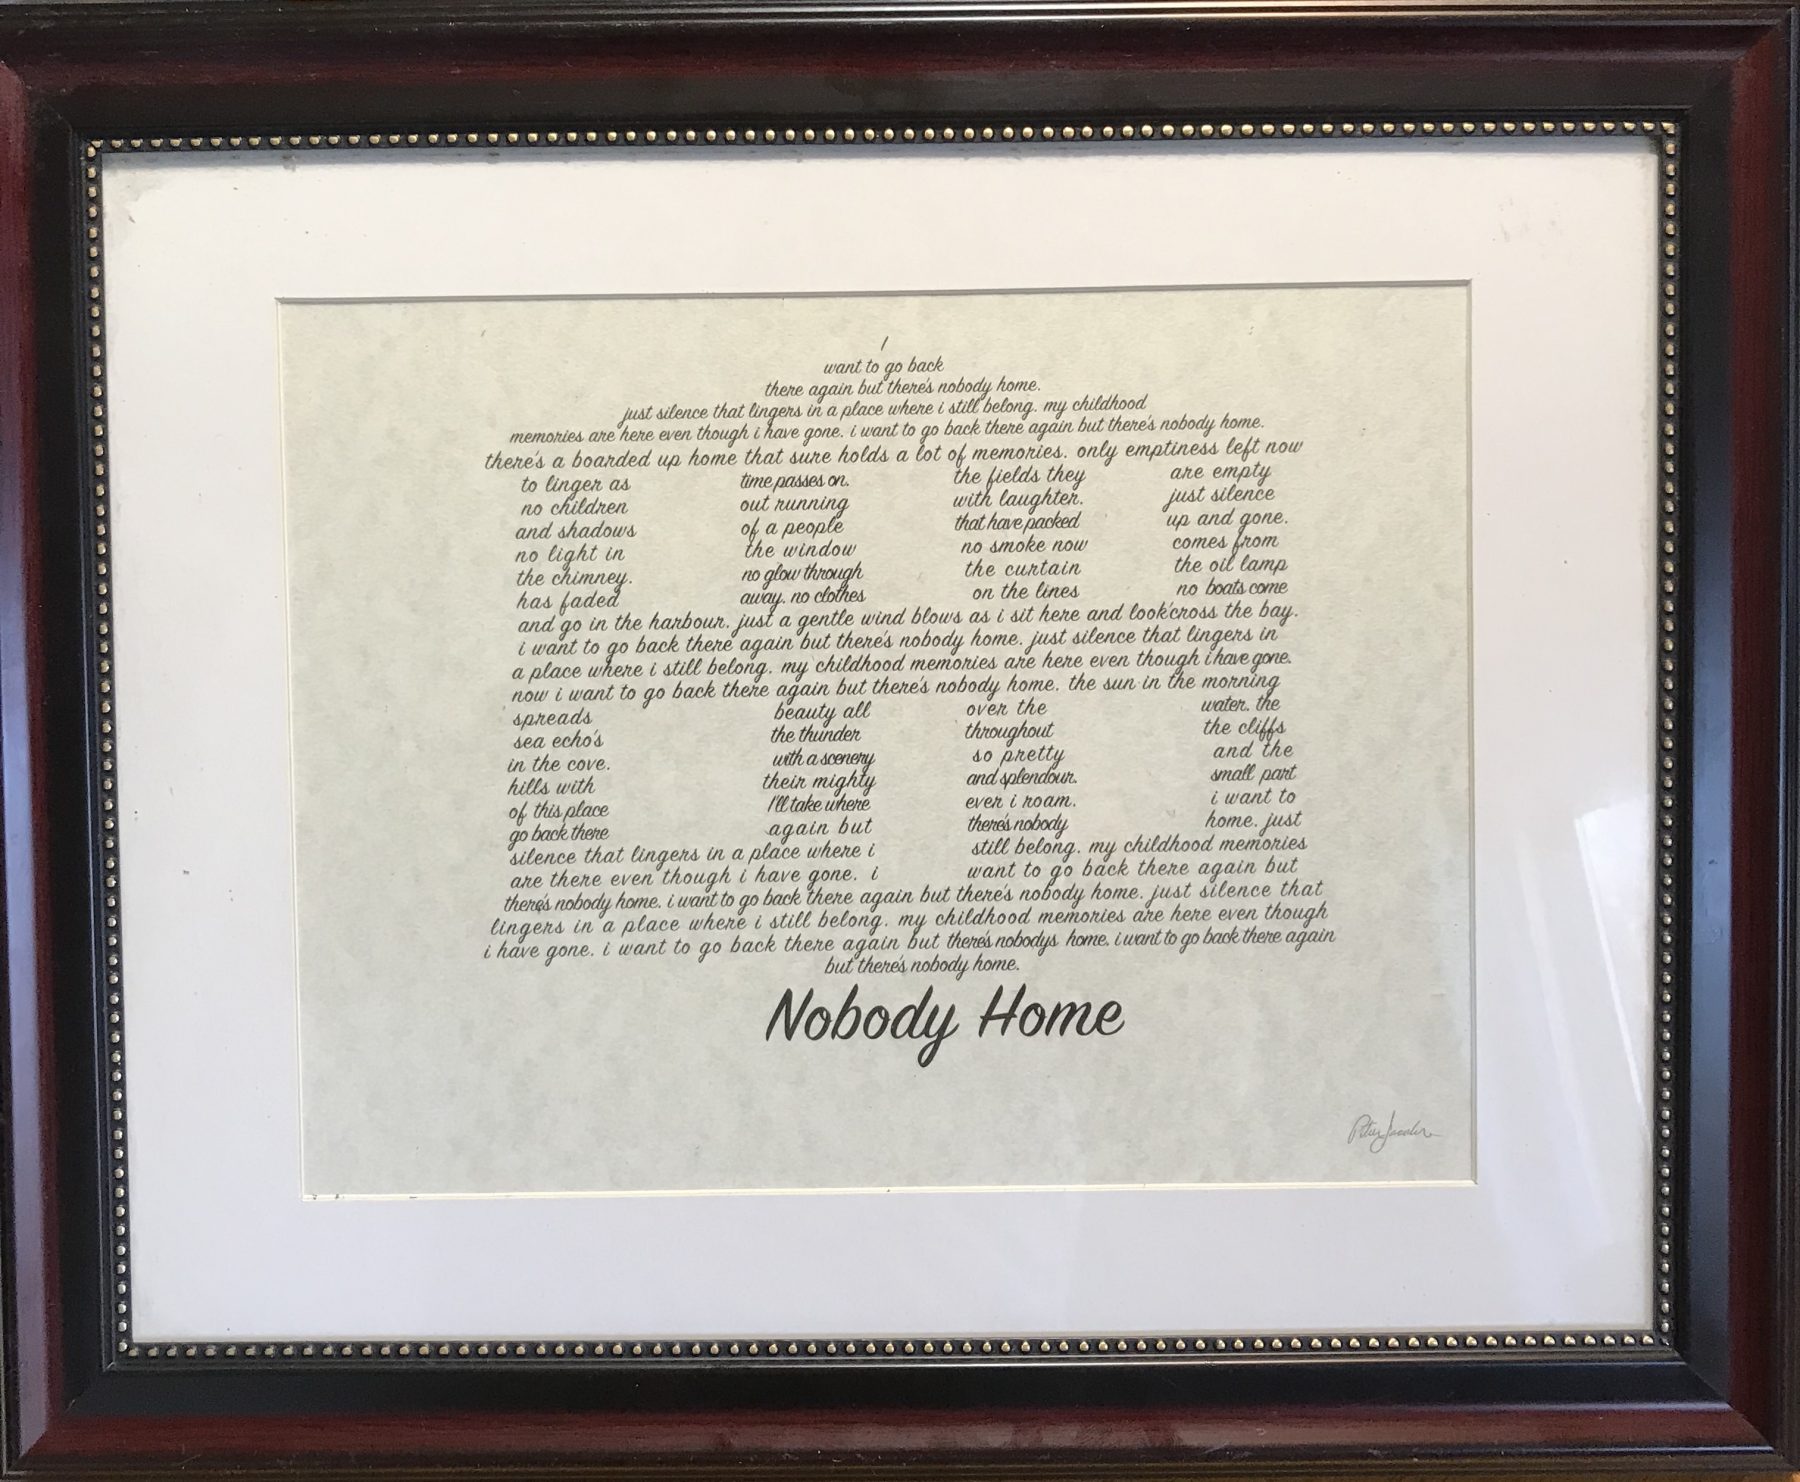 I
want to go back
there again but there's nobody home.
just silence that lingers in a place where i still belong. my childhood
memories are here even though i have gone. i want to go back there again but there's nobody home.
there's a boarded up home that sure holds a lot of memories. only emptiness left now
to linger as time passes on. the fields they are empty
no children out running with laughter. just silence
and shadows of a people that have packed up and gone.
no light in the window no smoke now comes from
the chimney. no glow through the curtain the oil lamp
has faded away. no clothes on the lines no boats come
and go in the harbour. just a gentle wind blows as i sit here and look'cross the bay.
i want to go back there again but there's nobody home. just silence that lingers in
a place where i still belong. my childhood memories are here even though i have gone.
now i want to go back there again but there's nobody home. the sun in the morning
spreads beauty all over the water. the
sea echo's the thunder throughout the cliffs
in the cove. with a scenery so pretty and the
hills with their mighty and splendour. small part
of this place I'll take where ever i roam. i want to
go back there again but there's nobody home. just
silence that lingers in a place where i still belong. my childhood memories
are there even though i have gone. i want to go back there again but
there's nobody home. i want to go back there again but there's nobody home. just silence that
lingers in a place where i still belong. my childhood memories are here even though
i have gone. i want to go back there again but there's nobodys home. i want to go back there again
but there's nobody home.
Nobody Home